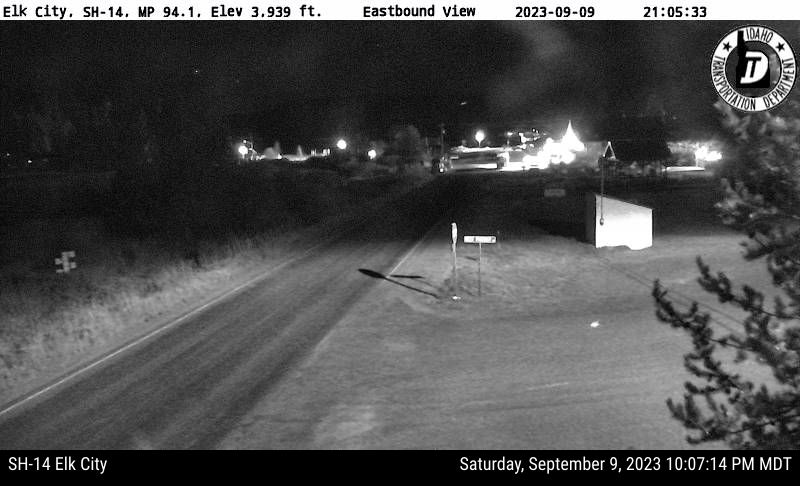 Elk City, SH-14, MP 94.1, Elev 3,939 ft. Eastbound View 2023-09-09 21:05:33
IDAHO
TRANSPORTATION DEPARTMENT
SH-14 Elk City Saturday, September 9, 2023 10:07:14 PM MDT